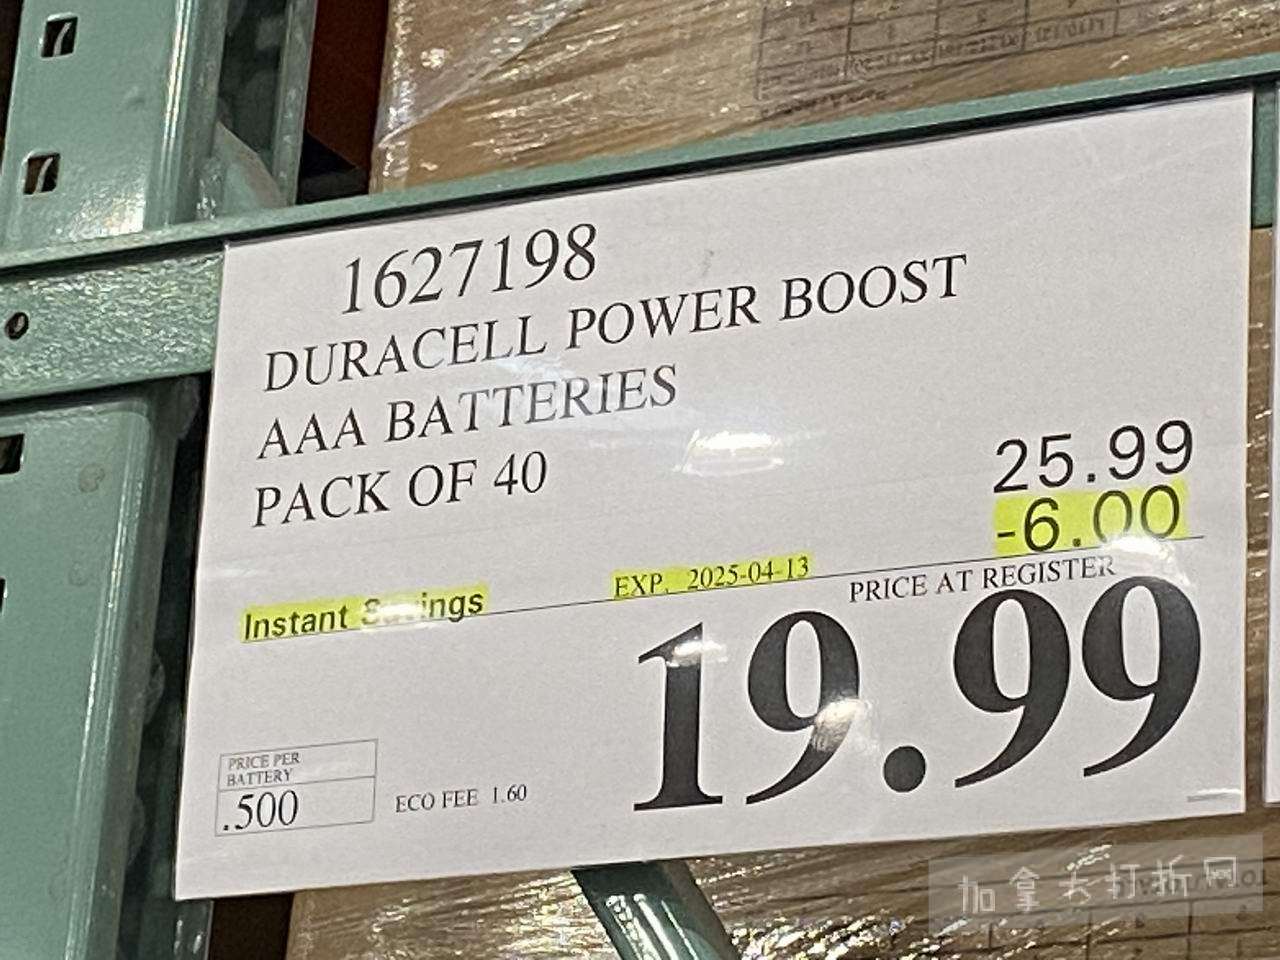 1627198
DURACELL POWER BOOST
AAA BATTERIES
PACK OF 40
25.99
-6.00
Instant Savings
EXP. 2025-04-13
PRICE AT REGISTER
19.99
PRICE PER
BATTERY
.500
ECO FEE 1.60
加拿大打折网